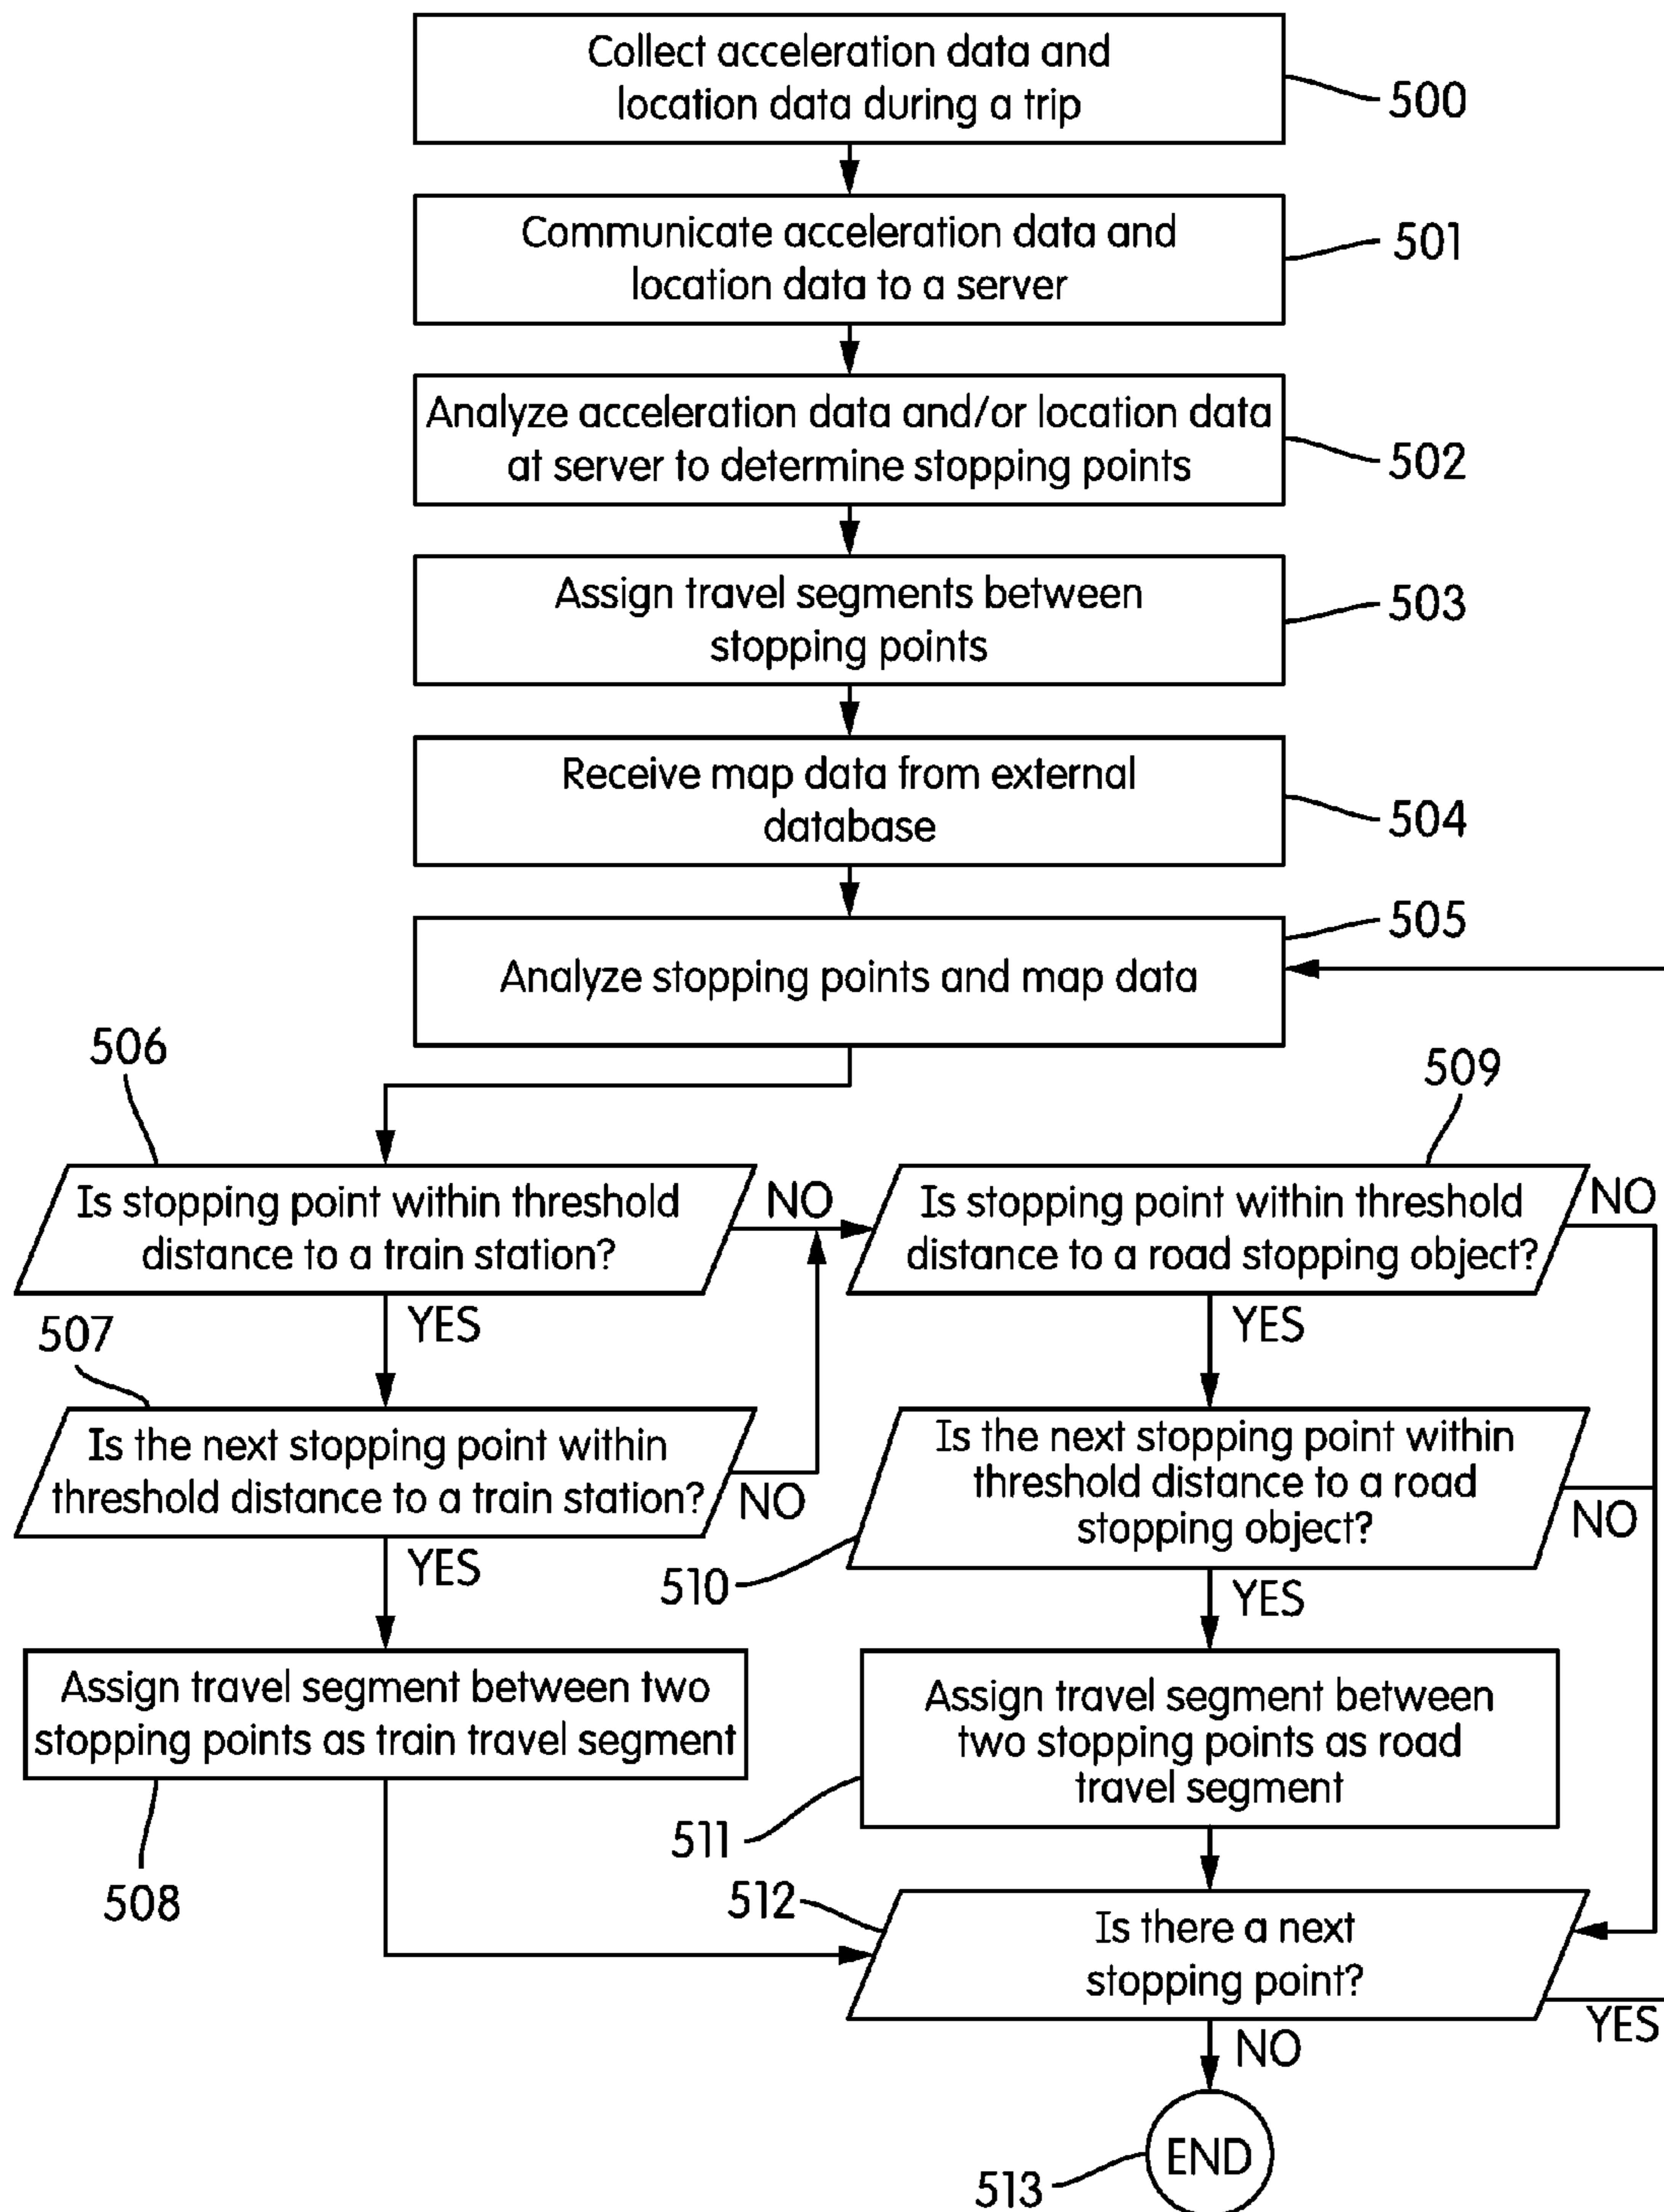 Collect acceleration data and
location data during a trip
500
Communicate acceleration data and
location data to a server
501
Analyze acceleration data and/or location data
at server to determine stopping points
502
Assign travel segments between
stopping points
503
Receive map data from external
database
504
505
Analyze stopping points and map data
506
509
Is stopping point within threshold
distance to a train station?
NO
Is stopping point within threshold
distance to a road stopping object?
NO
YES
YES
507
Is the next stopping point within
threshold distance to a train station?
NO
Is the next stopping point within
threshold distance to a road
stopping object?
NO
510
YES
YES
Assign travel segment between two
stopping points as train travel segment
508
Assign travel segment between
two stopping points as road
travel segment
511
512
Is there a next
stopping point?
YES
NO
END
513